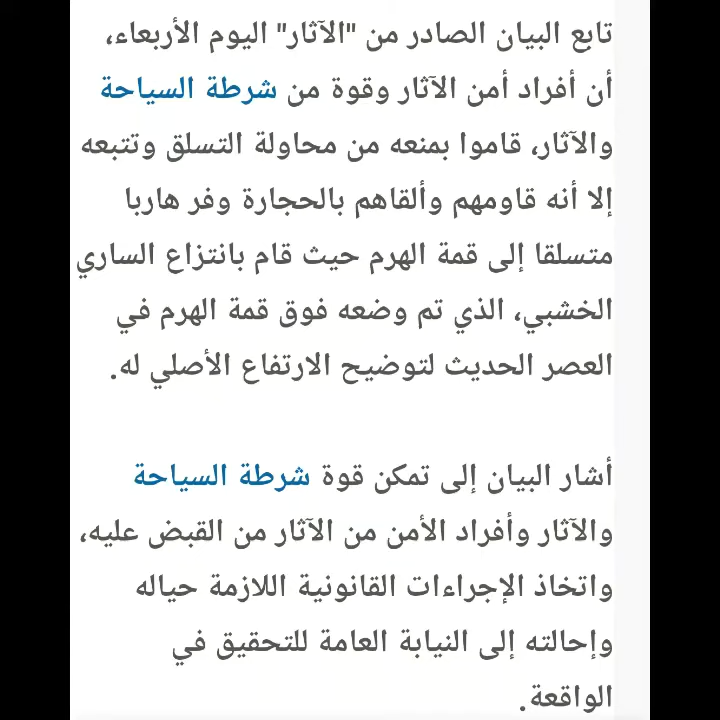 تابع البيان الصادر من "الآثار" اليوم الأربعاء،
أن أفراد أمن الآثار وقوة من شرطة السياحة
والآثار، قاموا بمنعه من محاولة التسلق وتتبعه
إلا أنه قاومهم وألقاهم بالحجارة وفر هاربا
متسلقا إلى قمة الهرم حيث قام بانتزاع الساري
الخشبي، الذي تم وضعه فوق قمة الهرم في
العصر الحديث لتوضيح الارتفاع الأصلي له.
أشار البيان إلى تمكن قوة شرطة السياحة
والآثار وأفراد الأمن من الآثار من القبض عليه،
واتخاذ الإجراءات القانونية اللازمة حياله
وإحالته إلى النيابة العامة للتحقيق في
الواقعة.